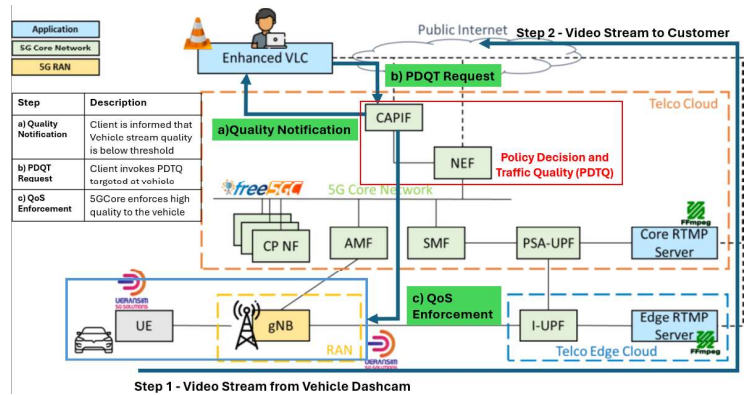 Application
5G Core Network
5G RAN
Enhanced VLC
Public Internet
Step 2 - Video Stream to Customer
b) PDQT Request
Telco Cloud
Step Description
a) Quality Notification
Client is informed that
Vehicle stream quality
is below threshold
b) PDQT Request
Client invokes PDTQ
targeted at vehicle
c) QoS Enforcement
5GCore enforces high
quality to the vehicle
a)Quality Notification
CAPIF
NEF
Policy Decision and
Traffic Quality (PDTQ)
free5GC
5G Core Network
CP NF
AMF
SMF
PSA-UPF
FFmpeg
Core RTMP
Server
UERANSIM
5G SOLUTIONS
UE
gNB
RAN
c) QoS
Enforcement
I-UPF
Edge RTMP
Server
FFmpeg
Telco Edge Cloud
UERANSIM
5G SOLUTIONS
Step 1 - Video Stream from Vehicle Dashcam